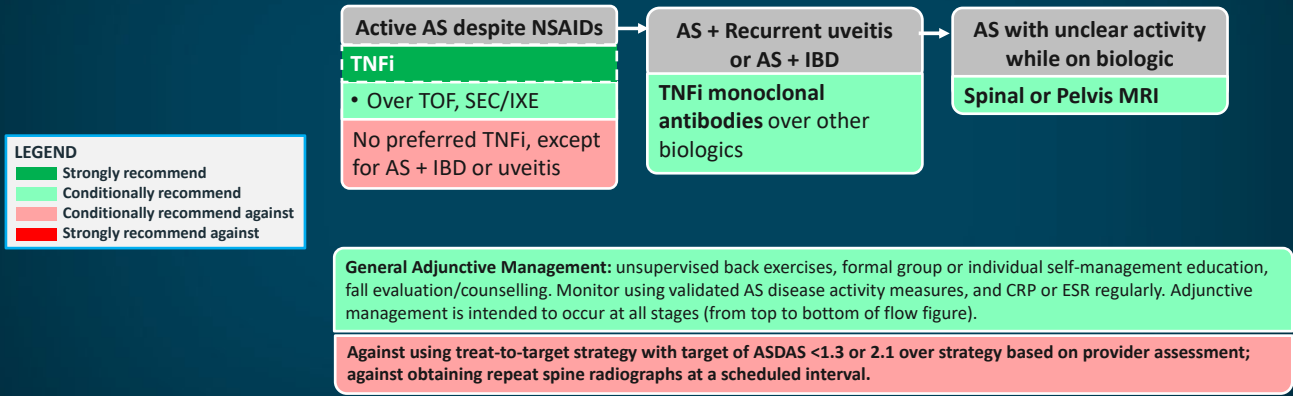 Active AS despite NSAIDs
TNFi
• Over TOF, SEC/IXE
No preferred TNFi, except
for AS + IBD or uveitis
AS + Recurrent uveitis
or AS + IBD
TNFi monoclonal
antibodies over other
biologics
AS with unclear activity
while on biologic
Spinal or Pelvis MRI
LEGEND
Strongly recommend
Conditionally recommend
Conditionally recommend against
Strongly recommend against
General Adjunctive Management: unsupervised back exercises, formal group or individual self-management education,
fall evaluation/counselling. Monitor using validated AS disease activity measures, and CRP or ESR regularly. Adjunctive
management is intended to occur at all stages (from top to bottom of flow figure).
Against using treat-to-target strategy with target of ASDAS <1.3 or 2.1 over strategy based on provider assessment;
against obtaining repeat spine radiographs at a scheduled interval.